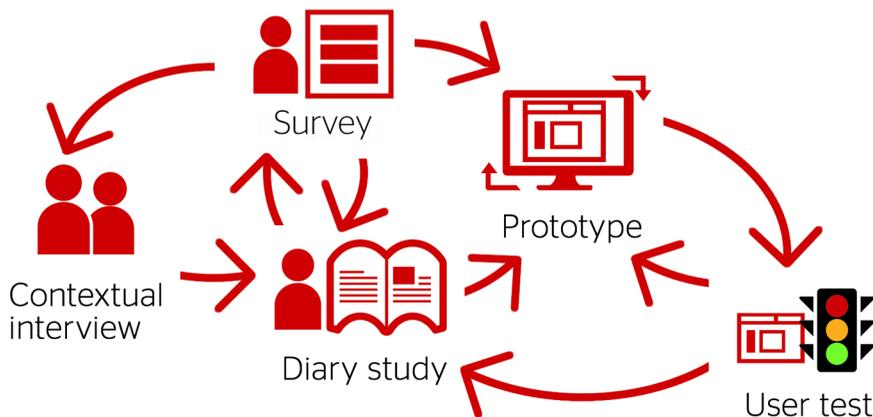 Survey
Prototype
Contextual
interview
Diary study
User test